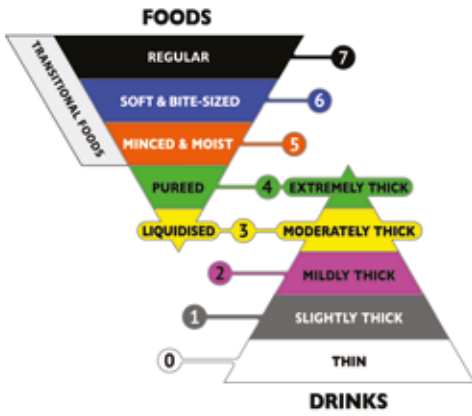 FOODS
TRANSITIONAL FOODS
REGULAR
7
SOFT & BITE-SIZED
6
MINCED & MOIST
5
PUREED
4
EXTREMELY THICK
LIQUIDISED
3
MODERATELY THICK
2
MILDLY THICK
1
SLIGHTLY THICK
0
THIN
DRINKS